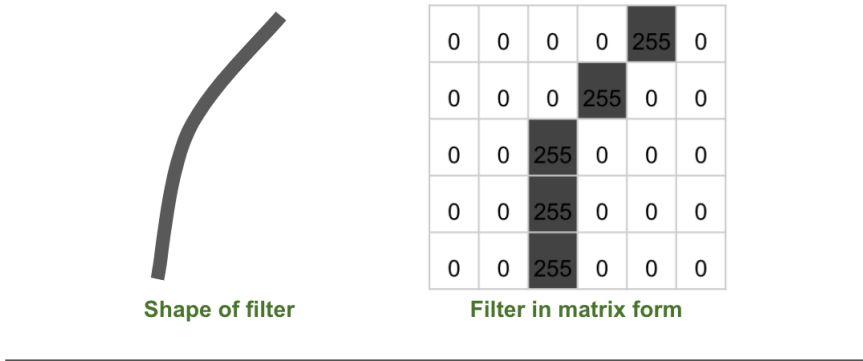 0 0 0 0 255 0
0 0 0 255 0 0
0 0 255 0 0 0
0 0 255 0 0 0
0 0 255 0 0 0
Shape of filter
Filter in matrix form